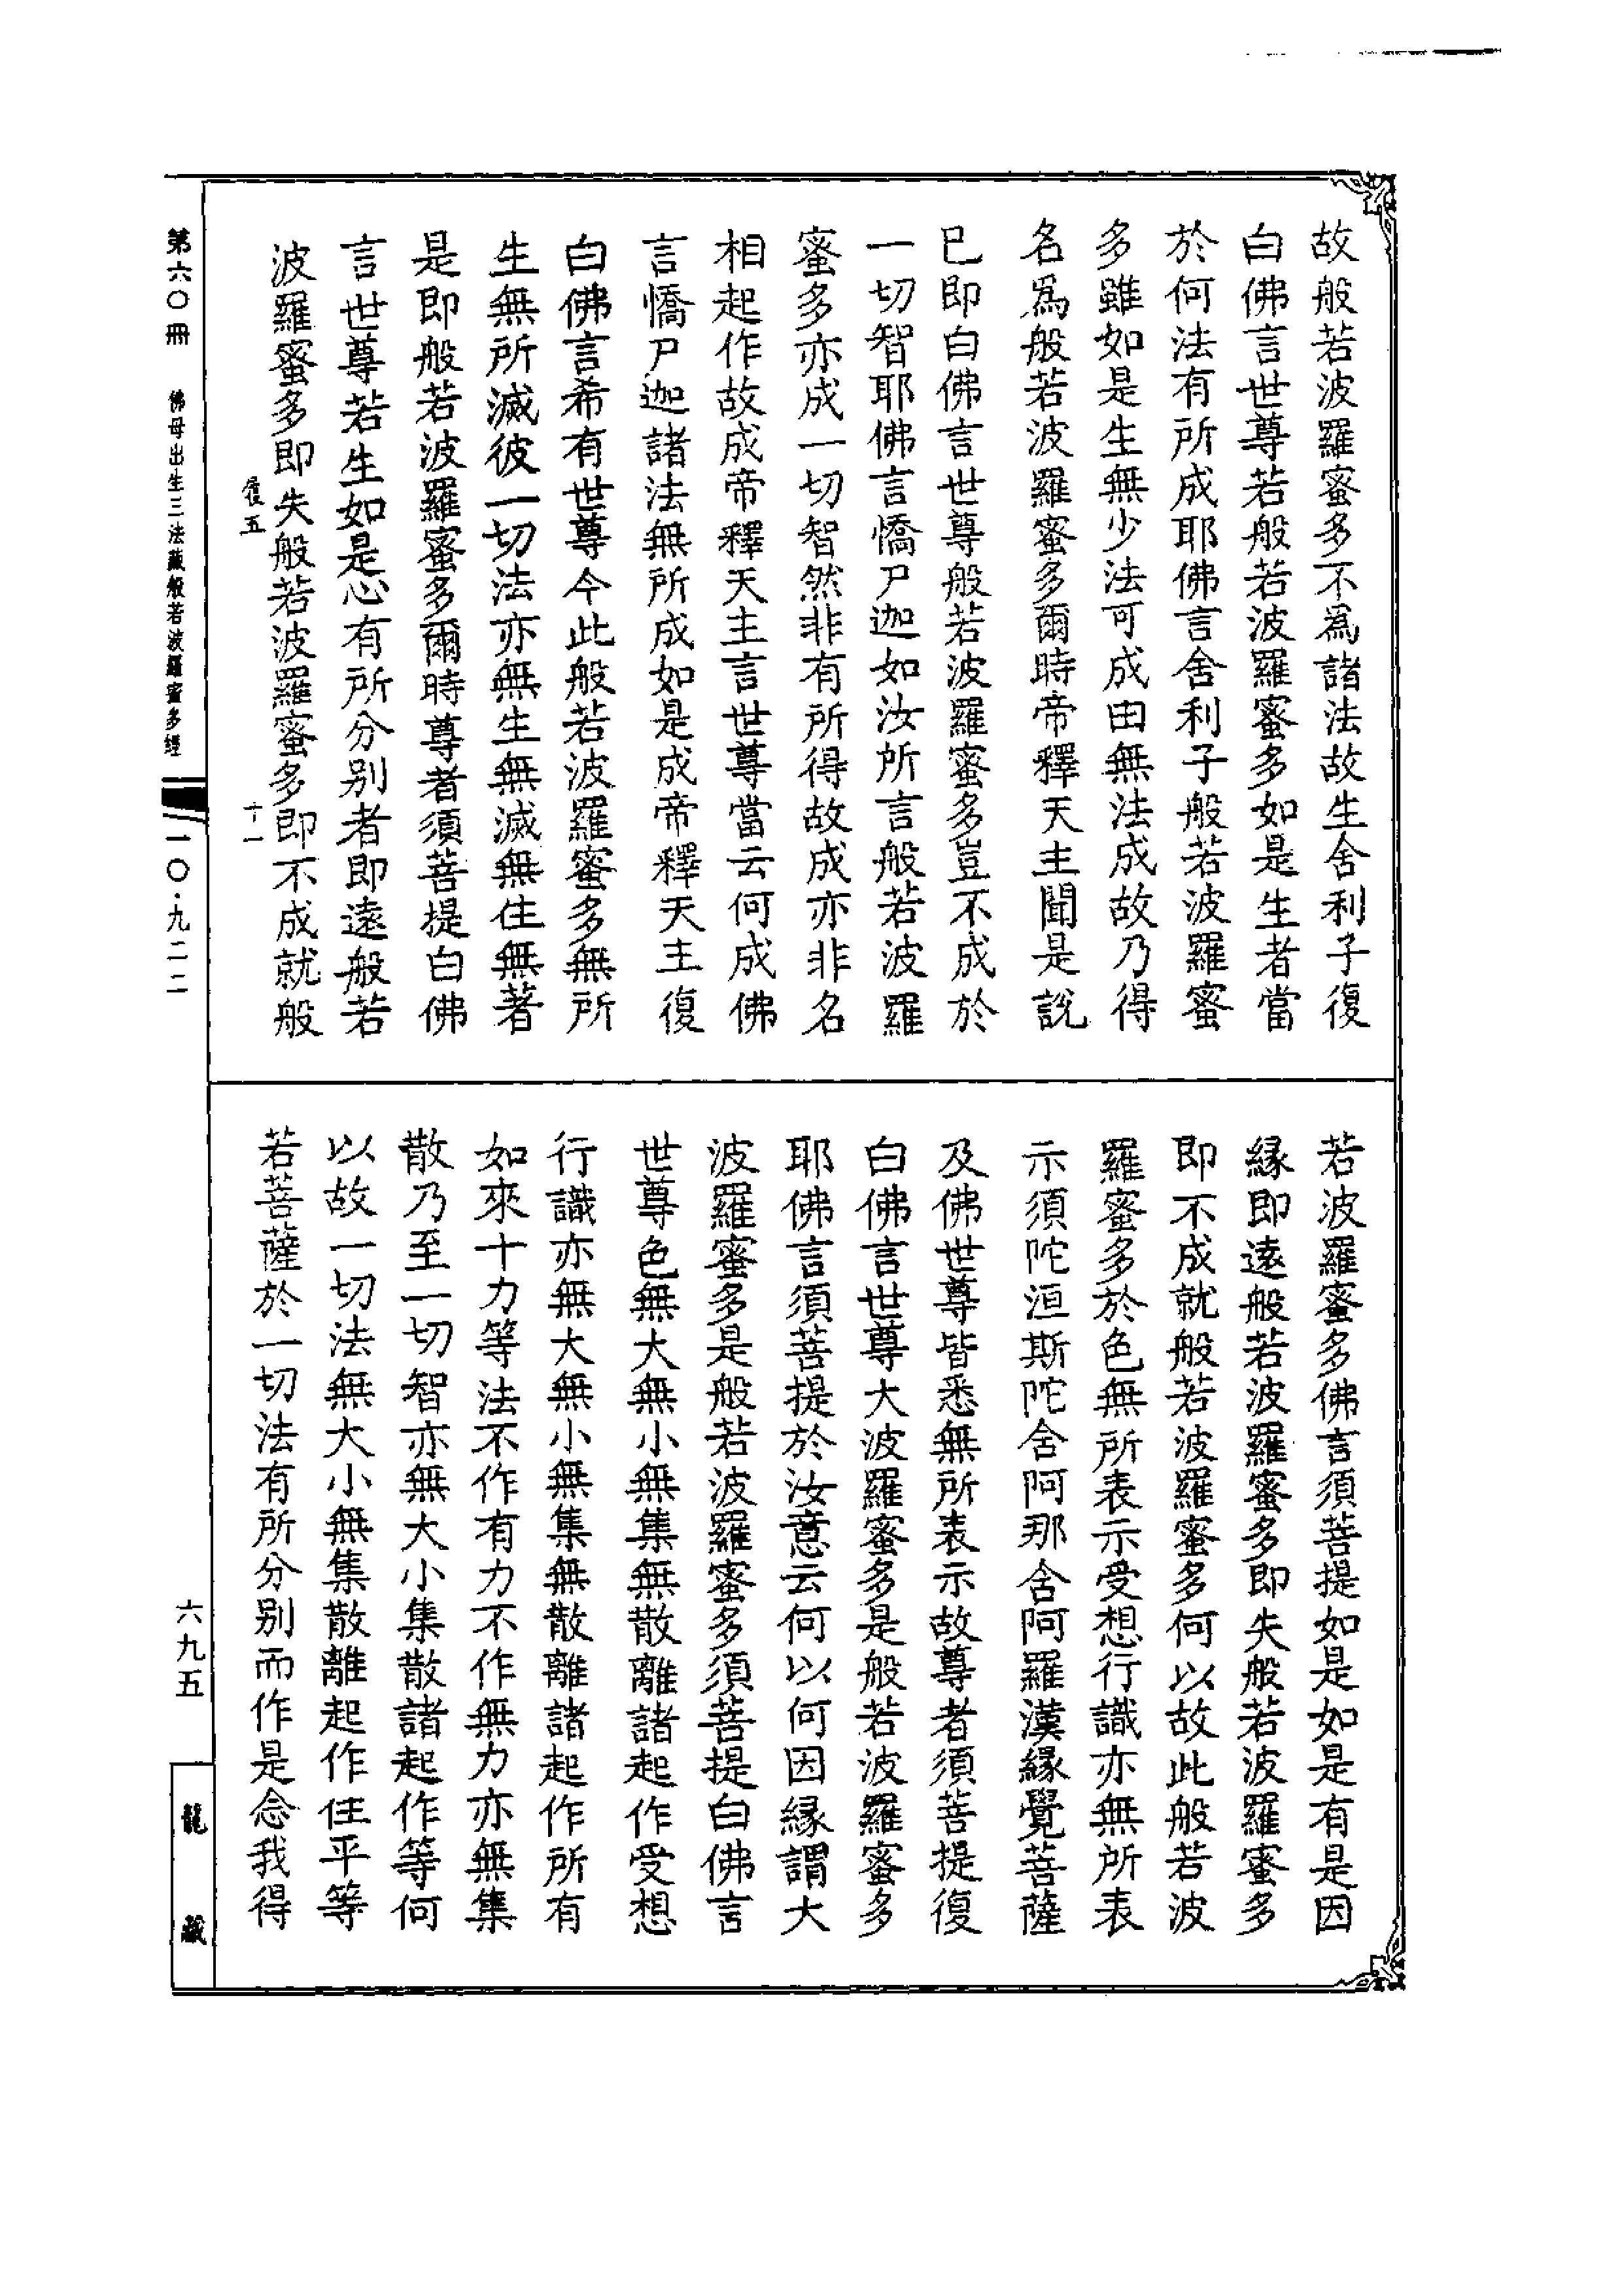 故般若波羅蜜多不爲諸法故生舍利子復
白佛言世尊若般若波羅蜜多如是生者當
於何法有所成耶佛言舍利子般若波羅蜜
多雖如是生無少法可成由無法成故乃得
名爲般若波羅蜜多爾時帝釋天主聞是說
已即白佛言世尊般若波羅蜜多豈不成於
一切智耶佛言憍尸迦如汝所言般若波羅
蜜多亦成一切智然非有所得故成亦非名
相起作故成帝釋天主言世尊當云何成佛
言憍尸迦諸法無所成如是成帝釋天主復
白佛言希有世尊今此般若波羅蜜多無所
生無所滅彼一切法亦無生無滅無住無著
是即般若波羅蜜多爾時尊者須菩提白佛
言世尊若生如是心有所分别者即遠般若
波羅蜜多即失般若波羅蜜多即不成就般
五 十一
若波羅蜜多佛言須菩提如是如是有是因
緣即遠般若波羅蜜多即失般若波羅蜜多
即不成就般若波羅蜜多何以故此般若波
羅蜜多於色無所表示受想行識亦無所表
示須陀洹斯陀舍阿那舍阿羅漢緣覺菩薩
及佛世尊皆悉無所表示故尊者須菩提復
白佛言世尊大波羅蜜多是般若波羅蜜多
耶佛言須菩提於汝意云何以何因緣謂大
波羅蜜多是般若波羅蜜多須菩提白佛言
世尊色無大無小無集無散離諸起作受想
行識亦無大無小無集無散離諸起作所有
如來十力等法不作有力不作無力亦無集
散乃至一切智亦無大小集散諸起作等何
以故一切法無大小無集散離起作住平等
若菩薩於一切法有所分别而作是念我得
第六〇冊 佛母出生三法藏般若波羅蜜多經 一〇·九二二
六九五
龍藏